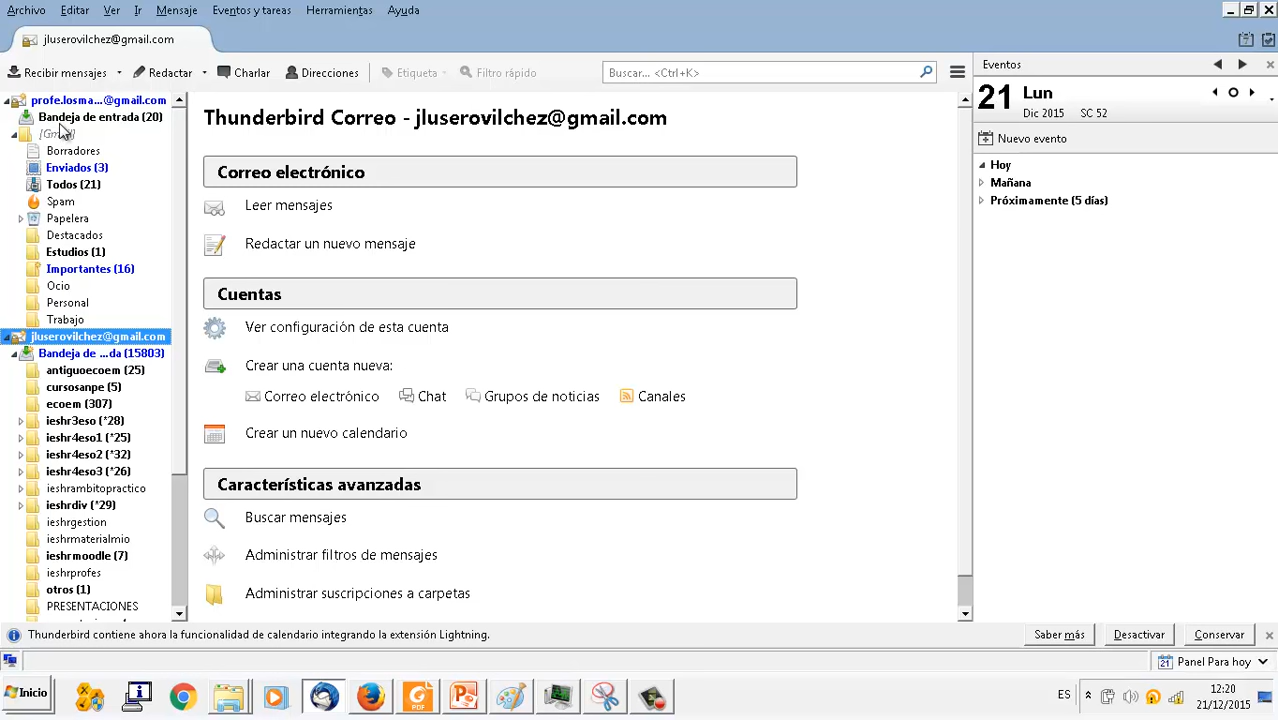 Archivo Editar Ver Ir Mensaje Eventos y tareas Herramientas Ayuda
jluserovilchez@gmail.com
Recibir mensajes Redactar Charlar Direcciones Etiqueta Filtro rápido Buscar... <Ctrl+K>
profe.losma...@gmail.com
Bandeja de entrada (20)
[Gmail]
Borradores
Enviados (3)
Todos (21)
Spam
Papelera
Destacados
Estudios (1)
Importantes (16)
Ocio
Personal
Trabajo
jluserovilchez@gmail.com
Bandeja de ...da (15803)
antiguoecoem (25)
cursosanpe (5)
ecoem (307)
ieshr3eso (*28)
ieshr4eso1 (*25)
ieshr4eso2 (*32)
ieshr4eso3 (*26)
ieshrambitopractico
ieshrdiv (*29)
ieshrgestion
ieshrmaterialmio
ieshrmoodle (7)
ieshrprofes
otros (1)
PRESENTACIONES
Thunderbird Correo - jluserovilchez@gmail.com
Correo electrónico
Leer mensajes
Redactar un nuevo mensaje
Cuentas
Ver configuración de esta cuenta
Crear una cuenta nueva:
Correo electrónico Chat Grupos de noticias Canales
Crear un nuevo calendario
Características avanzadas
Buscar mensajes
Administrar filtros de mensajes
Administrar suscripciones a carpetas
Eventos
21 Lun
Dic 2015 SC 52
Nuevo evento
Hoy
Mañana
Próximamente (5 días)
Thunderbird contiene ahora la funcionalidad de calendario integrando la extensión Lightning.
Saber más Desactivar Conservar
21 Panel Para hoy
Inicio
PDF
ES
12:20
21/12/2015